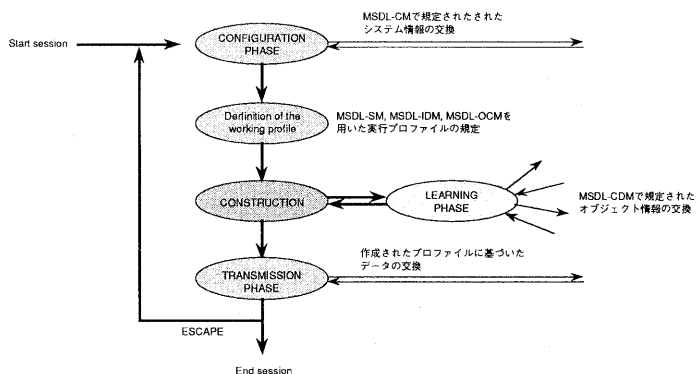 MSDL-CMで規定されたされた
システム情報の交換
Start session
CONFIGURATION
PHASE
Derlinition of the
working profile
MSDL-SM, MSDL-IDM, MSDL-OCMを
用いた実行プロファイルの規定
CONSTRUCTION
LEARNING
PHASE
MSDL-CDMで規定された
オブジェクト情報の交換
作成されたプロファイルに基づいた
データの交換
TRANSMISSION
PHASE
ESCAPE
End session